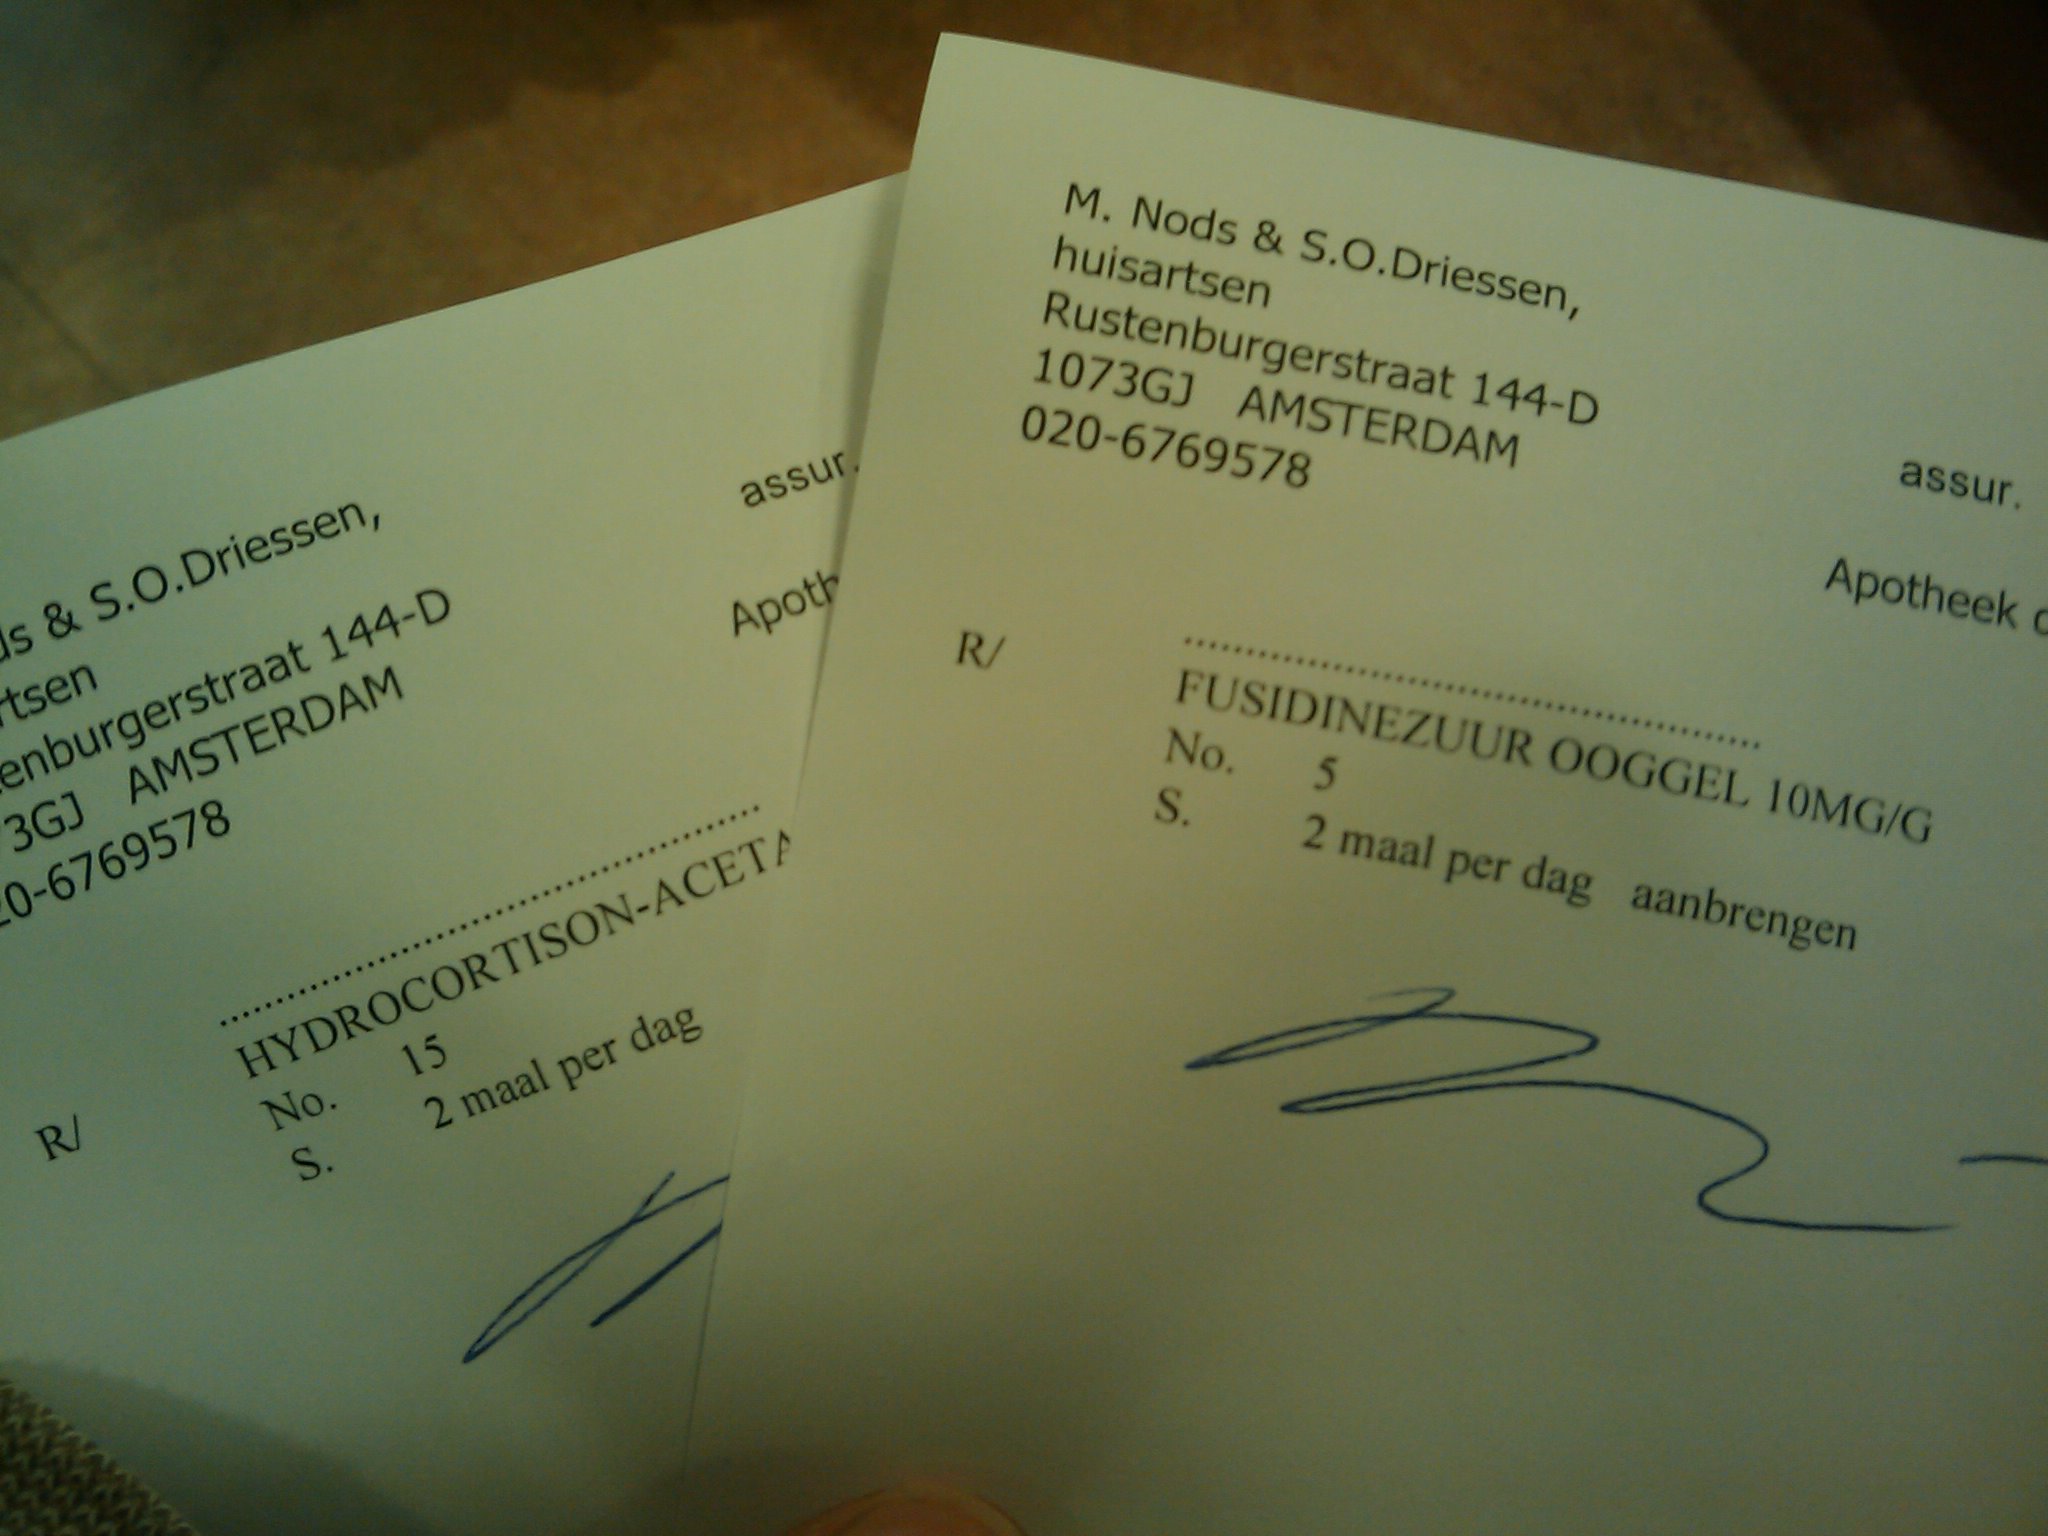 M. Nods & S.O.Driessen,
huisartsen
Rustenburgerstraat 144-D
1073GJ AMSTERDAM
020-6769578
assur.
Apotheek
R/
FUSIDINEZUUR OOGGEL 10MG/G
No. 5
S. 2 maal per dag aanbrengen
ds & S.O.Driessen,
rtsen
enburgerstraat 144-D
73GJ AMSTERDAM
20-6769578
assur.
Apoth
R/
HYDROCORTISON-ACETA
No. 15
S. 2 maal per dag